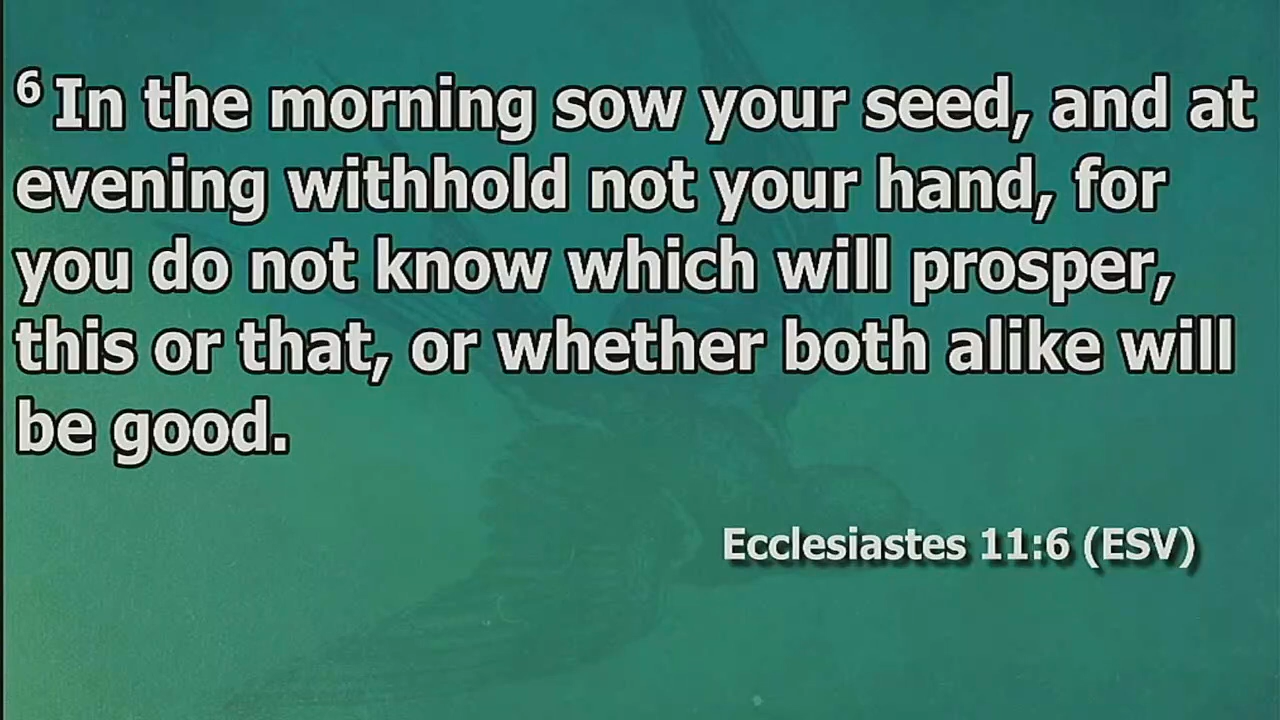 6 In the morning sow your seed, and at
evening withhold not your hand, for
you do not know which will prosper,
this or that, or whether both alike will
be good.
Ecclesiastes 11:6 (ESV)